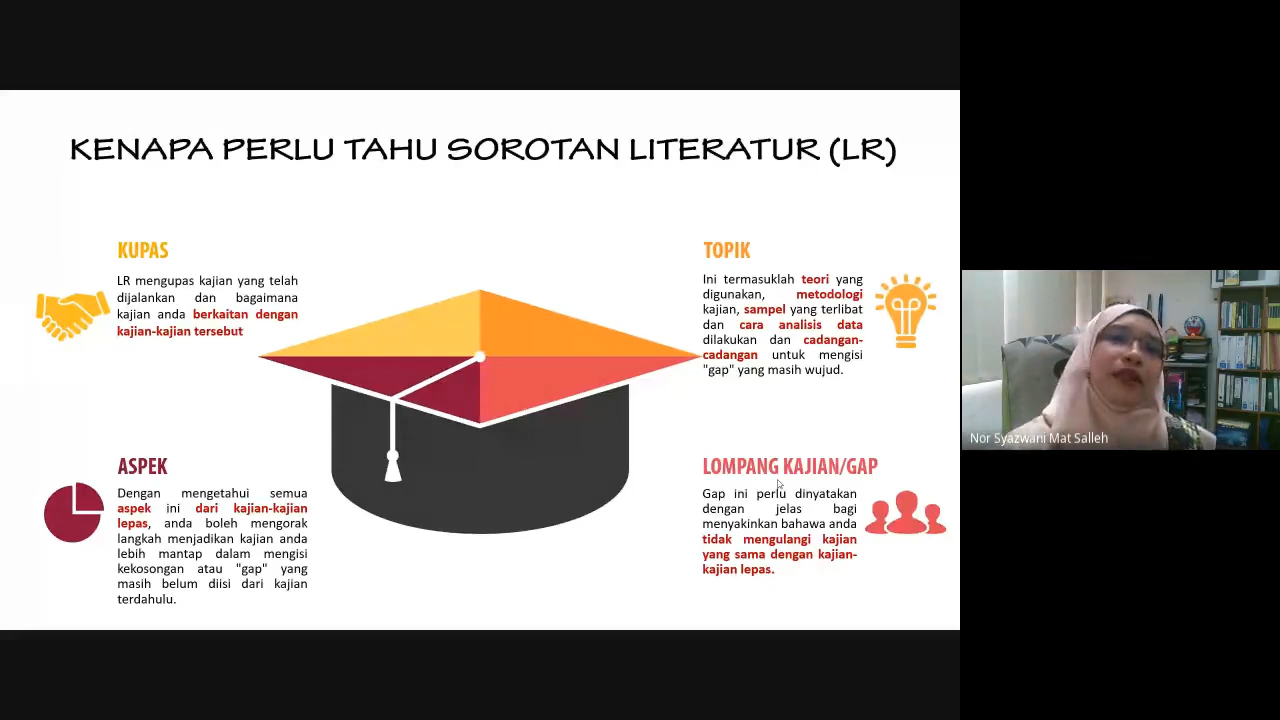 KENAPA PERLU TAHU SOROTAN LITERATUR (LR)
KUPAS
LR mengupas kajian yang telah
dijalankan dan bagaimana
kajian anda berkaitan dengan
kajian-kajian tersebut
TOPIK
Ini termasuklah teori yang
digunakan, metodologi
kajian, sampel yang terlibat
dan cara analisis data
dilakukan dan cadangan-
cadangan untuk mengisi
"gap" yang masih wujud.
ASPEK
Dengan mengetahui semua
aspek ini dari kajian-kajian
lepas, anda boleh mengorak
langkah menjadikan kajian anda
lebih mantap dalam mengisi
kekosongan atau "gap" yang
masih belum diisi dari kajian
terdahulu.
LOMPANG KAJIAN/GAP
Gap ini perlu dinyatakan
dengan jelas bagi
menyakinkan bahawa anda
tidak mengulangi kajian
yang sama dengan kajian-
kajian lepas.
Nor Syazwani Mat Salleh